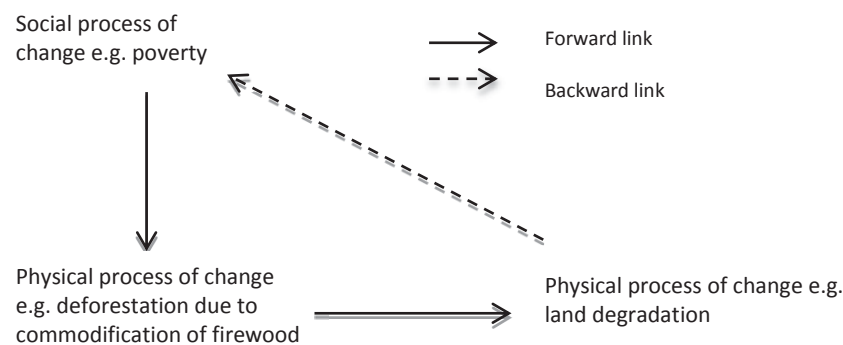 Social process of
change e.g. poverty
Forward link
Backward link
Physical process of change
e.g. deforestation due to
commodification of firewood
Physical process of change e.g.
land degradation